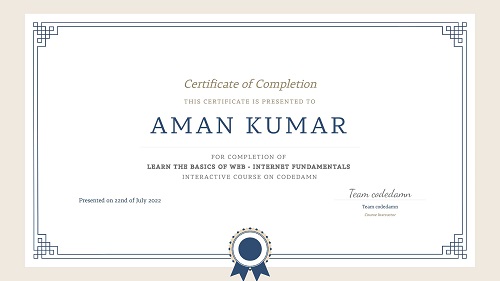 Certificate of Completion
THIS CERTIFICATE IS PRESENTED TO
AMAN KUMAR
FOR COMPLETION OF
LEARN THE BASICS OF WEB - INTERNET FUNDAMENTALS
INTERACTIVE COURSE ON CODEDAMN
Presented on 22nd of July 2022
Team codedamn
Team codedamn
Course Instructor